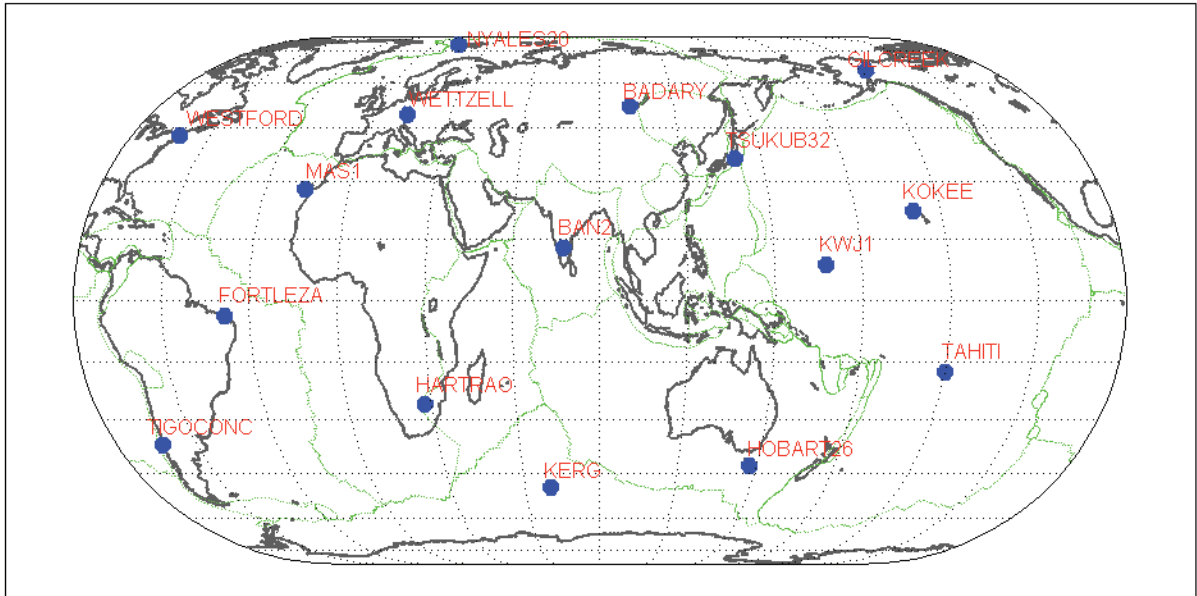 NYALES20
GILCREEK
BADARY
WETTZELL
WESTFORD
TSUKUB32
MAS1
KOKEE
BAN2
KWJ1
FORTLEZA
TAHITI
HARTRAO
TIGOCONC
HOBART26
KERG